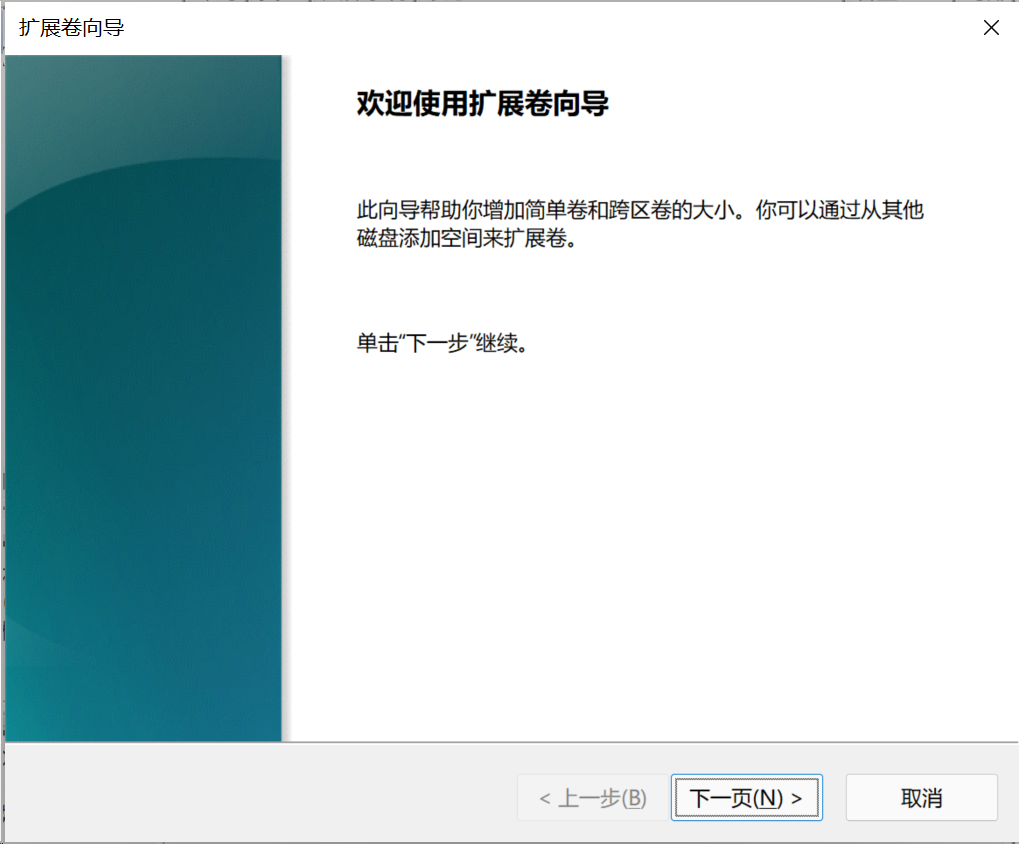 扩展卷向导
欢迎使用扩展卷向导
此向导帮助你增加简单卷和跨区卷的大小。你可以通过从其他
磁盘添加空间来扩展卷。
单击"下一步"继续。
< 上一步(B)
下一页(N) >
取消